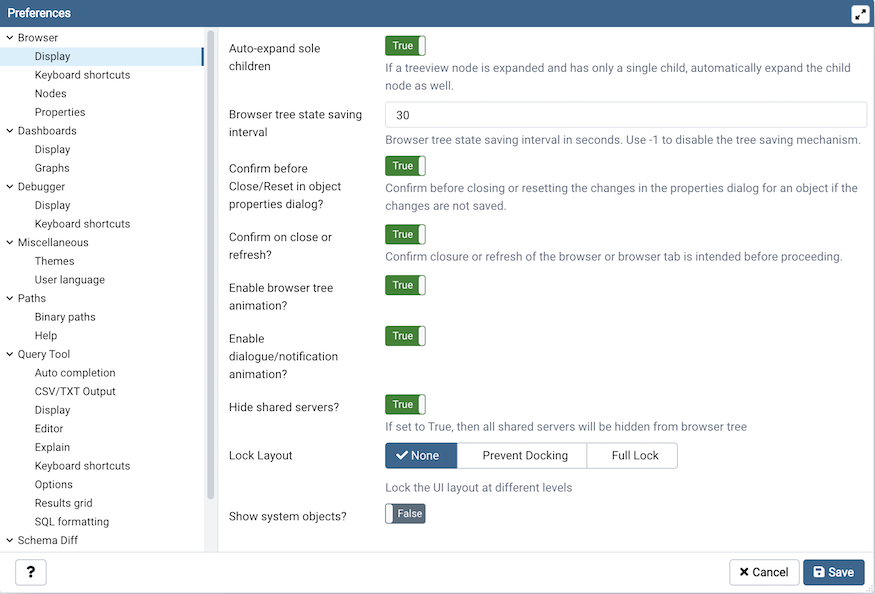 Preferences
Browser
Display
Keyboard shortcuts
Nodes
Properties
Dashboards
Display
Graphs
Debugger
Display
Keyboard shortcuts
Miscellaneous
Themes
User language
Paths
Binary paths
Help
Query Tool
Auto completion
CSV/TXT Output
Display
Editor
Explain
Keyboard shortcuts
Options
Results grid
SQL formatting
Schema Diff
Auto-expand sole
children
True
If a treeview node is expanded and has only a single child, automatically expand the child
node as well.
Browser tree state saving
interval
30
Browser tree state saving interval in seconds. Use -1 to disable the tree saving mechanism.
Confirm before
Close/Reset in object
properties dialog?
True
Confirm before closing or resetting the changes in the properties dialog for an object if the
changes are not saved.
Confirm on close or
refresh?
True
Confirm closure or refresh of the browser or browser tab is intended before proceeding.
Enable browser tree
animation?
True
Enable
dialogue/notification
animation?
True
Hide shared servers?
True
If set to True, then all shared servers will be hidden from browser tree
Lock Layout
None Prevent Docking Full Lock
Lock the UI layout at different levels
Show system objects?
False
? Cancel Save